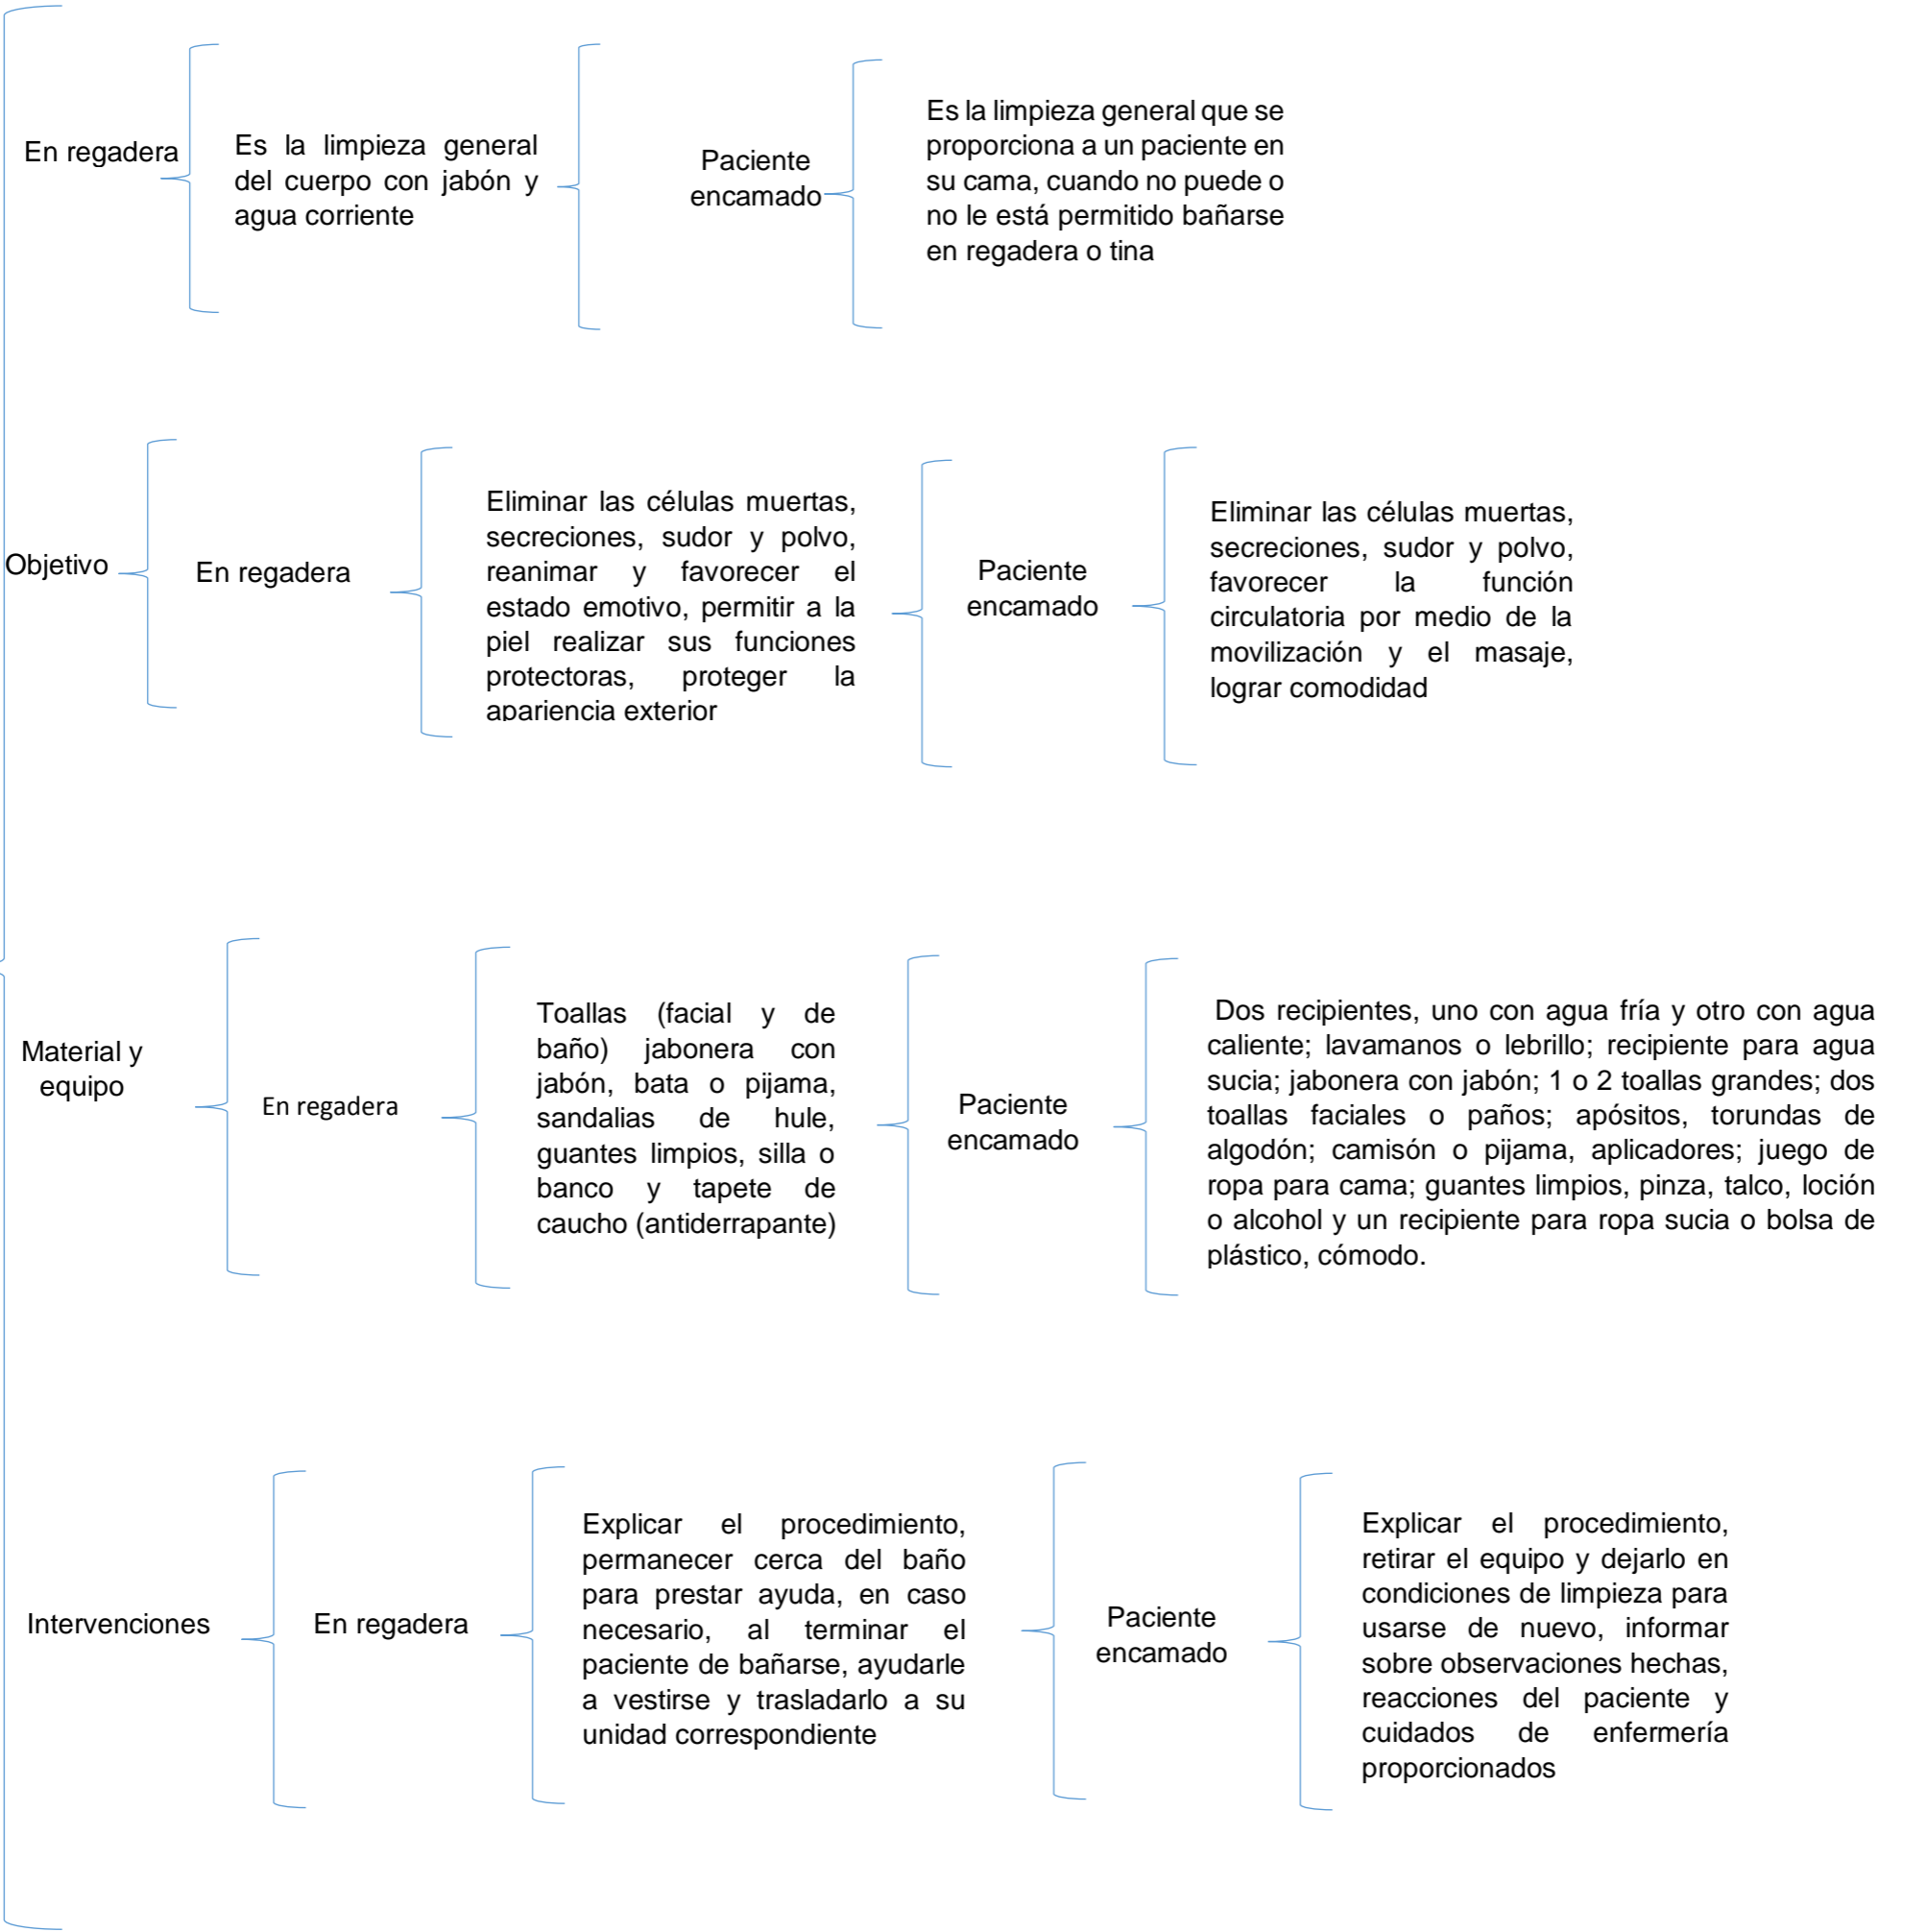 En regadera
Es la limpieza general
del cuerpo con jabón y
agua corriente
Paciente
encamado
Es la limpieza general que se
proporciona a un paciente en
su cama, cuando no puede o
no le está permitido bañarse
en regadera o tina
Objetivo
En regadera
Eliminar las células muertas,
secreciones, sudor y polvo,
reanimar y favorecer el
estado emotivo, permitir a la
piel realizar sus funciones
protectoras, proteger la
apariencia exterior
Paciente
encamado
Eliminar las células muertas,
secreciones, sudor y polvo,
favorecer la función
circulatoria por medio de la
movilización y el masaje,
lograr comodidad
Material y
equipo
En regadera
Toallas (facial y de
baño) jabonera con
jabón, bata o pijama,
sandalias de hule,
guantes limpios, silla o
banco y tapete de
caucho (antiderrapante)
Paciente
encamado
Dos recipientes, uno con agua fría y otro con agua
caliente; lavamanos o lebrillo; recipiente para agua
sucia; jabonera con jabón; 1 o 2 toallas grandes; dos
toallas faciales o paños; apósitos, torundas de
algodón; camisón o pijama, aplicadores; juego de
ropa para cama; guantes limpios, pinza, talco, loción
o alcohol y un recipiente para ropa sucia o bolsa de
plástico, cómodo.
Intervenciones
En regadera
Explicar el procedimiento,
permanecer cerca del baño
para prestar ayuda, en caso
necesario, al terminar el
paciente de bañarse, ayudarle
a vestirse y trasladarlo a su
unidad correspondiente
Paciente
encamado
Explicar el procedimiento,
retirar el equipo y dejarlo en
condiciones de limpieza para
usarse de nuevo, informar
sobre observaciones hechas,
reacciones del paciente y
cuidados de enfermería
proporcionados